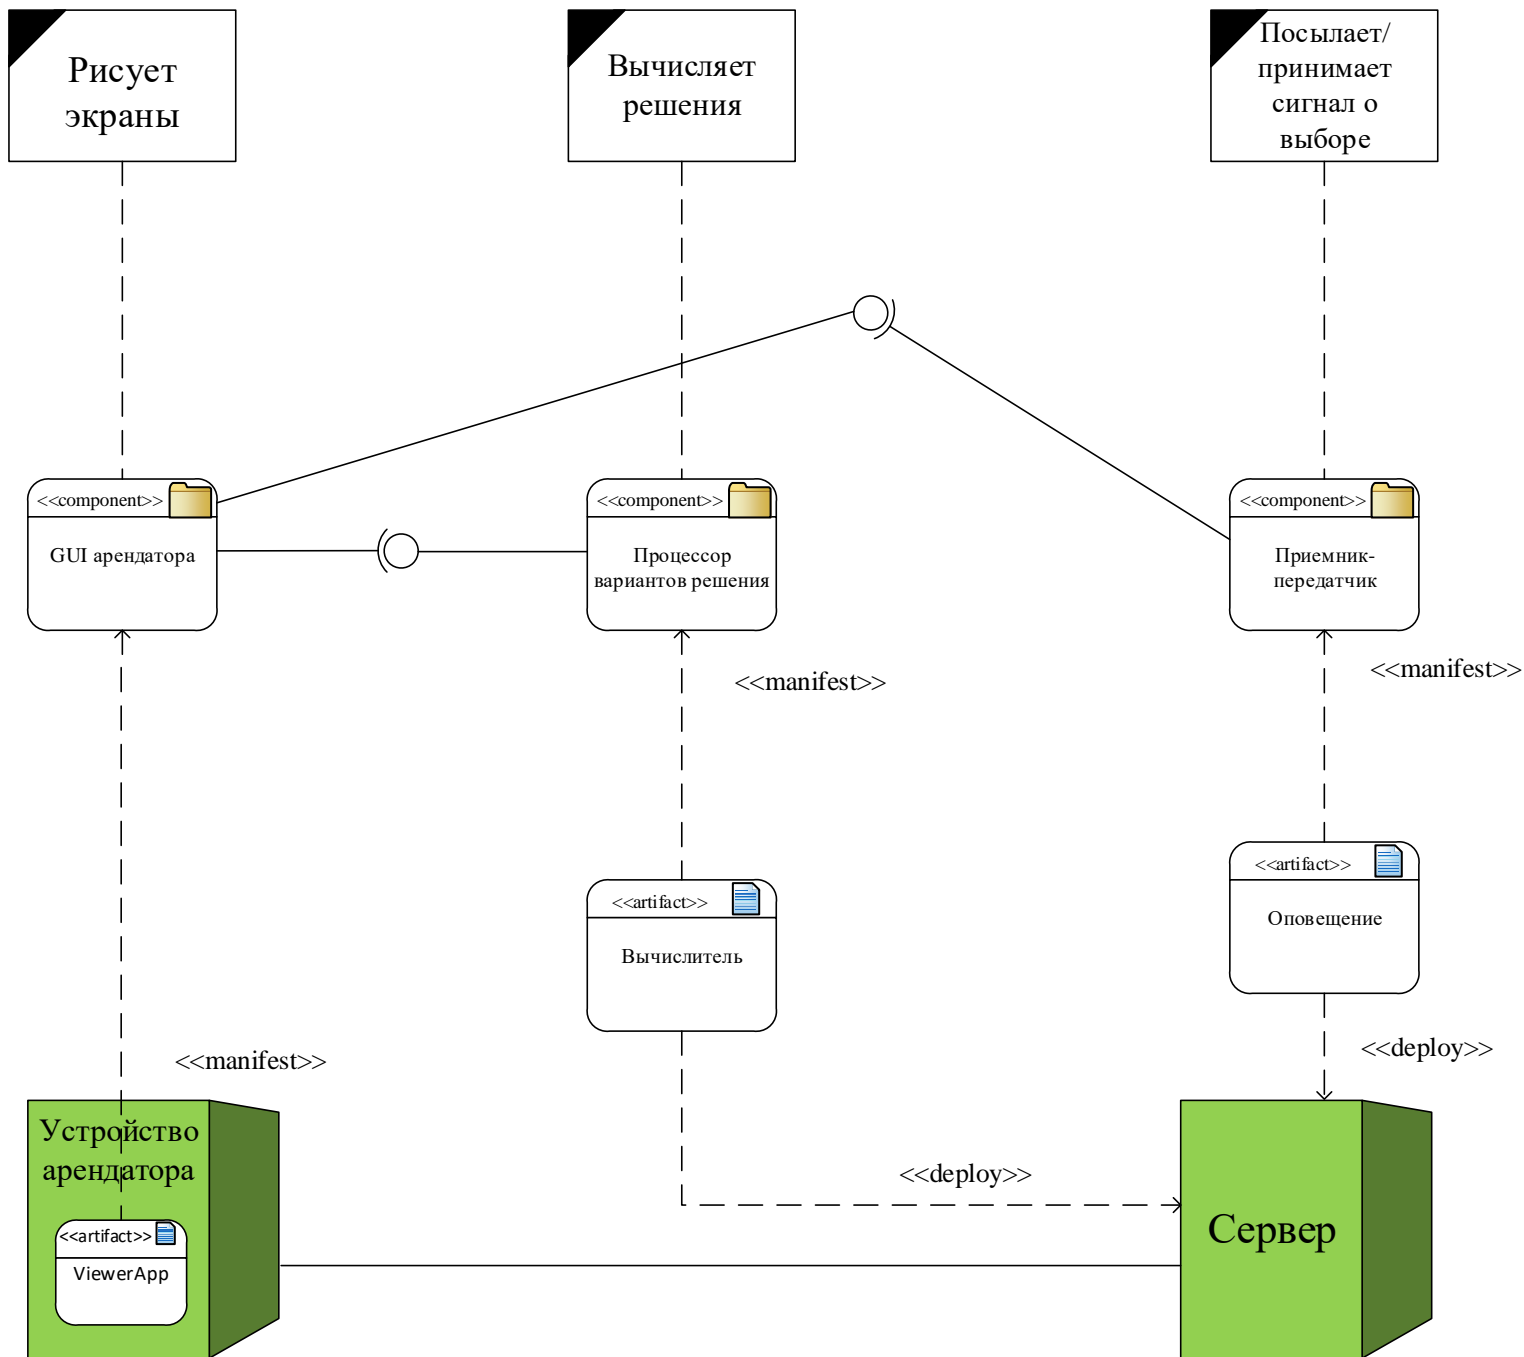 Рисует
экраны
Вычисляет
решения
Посылает/
принимает
сигнал о
выборе
<<component>>
GUI арендатора
<<component>>
Процессор
вариантов решения
<<component>>
Приемник-
передатчик
<<manifest>>
<<manifest>>
<<artifact>>
Вычислитель
<<artifact>>
Оповещение
<<manifest>>
<<deploy>>
Устройство
арендатора
<<artifact>>
ViewerApp
<<deploy>>
Сервер